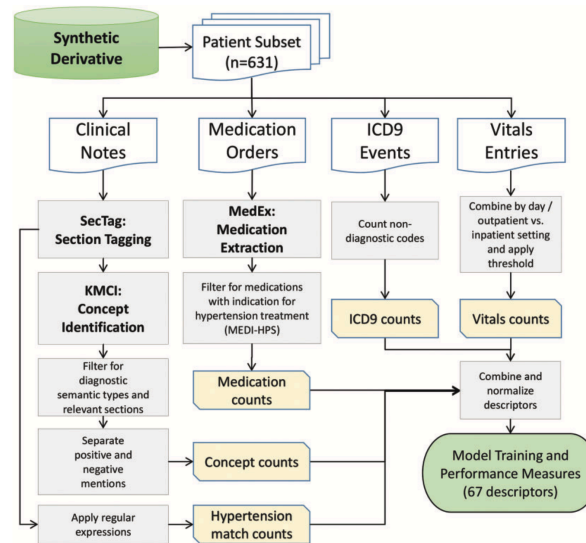 Synthetic
Derivative
Patient Subset
(n=631)
Clinical
Notes
Medication
Orders
ICD9
Events
Vitals
Entries
SecTag:
Section Tagging
MedEx:
Medication
Extraction
Count non-
diagnostic codes
Combine by day /
outpatient vs.
inpatient setting
and apply
threshold
KMCI:
Concept
Identification
Filter for medications
with indication for
hypertension treatment
(MEDI-HPS)
ICD9 counts
Vitals counts
Filter for
diagnostic
semantic types and
relevant sections
Medication
counts
Combine and
normalize
descriptors
Separate
positive and
negative
mentions
Concept counts
Model Training and
Performance Measures
(67 descriptors)
Apply regular
expressions
Hypertension
match counts